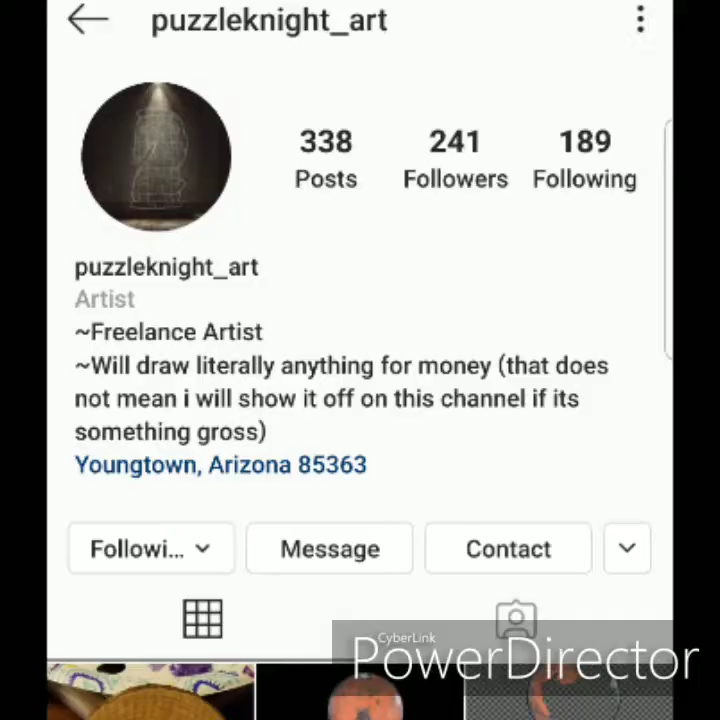 puzzleknight_art
338 241 189
Posts Followers Following
puzzleknight_art
Artist
~Freelance Artist
~Will draw literally anything for money (that does
not mean i will show it off on this channel if its
something gross)
Youngtown, Arizona 85363
Followi... Message Contact
CyberLink
PowerDirector